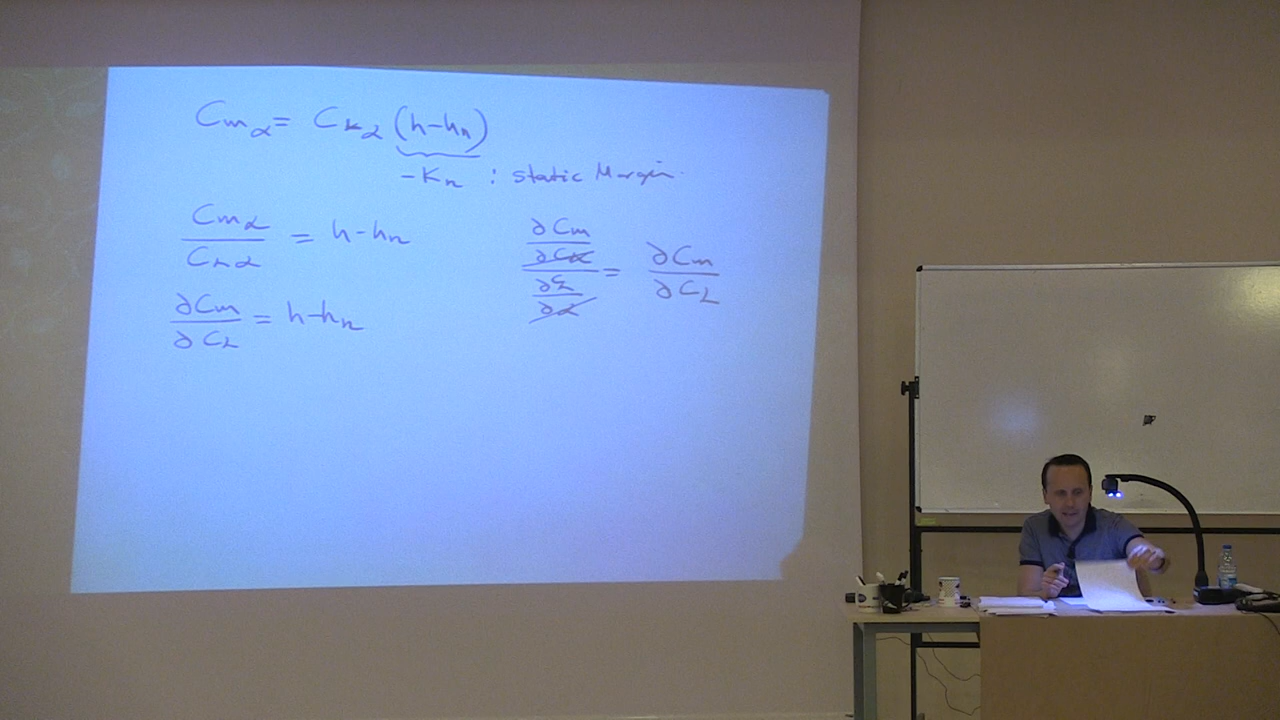 Cmα = CLα (h-hn)
-Kn : static Margin.
Cmα / CLα = h-hn
∂Cm / ∂CL = h-hn
∂Cm / ∂α / ∂CL / ∂α = ∂Cm / ∂CL